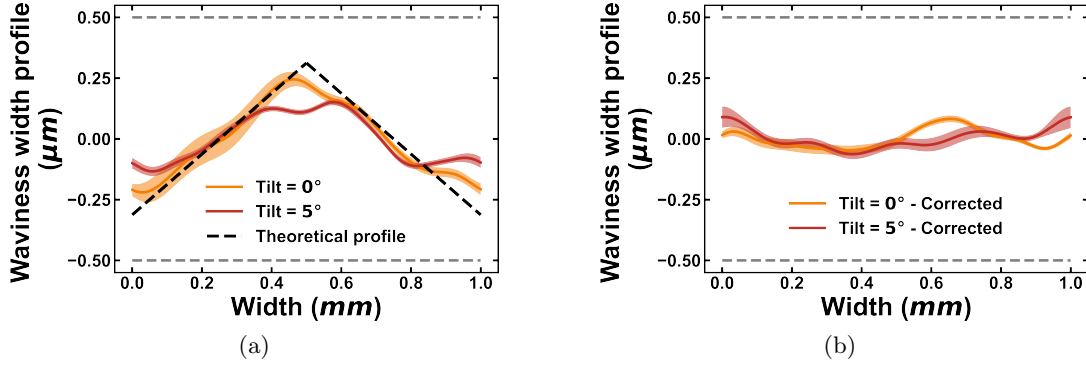 Waviness width profile
(μm)
0.50
0.25
0.00
−0.25
−0.50
Tilt = 0°
Tilt = 5°
Theoretical profile
0.0 0.2 0.4 0.6 0.8 1.0
Width (mm)
(a)
Waviness width profile
(μm)
0.50
0.25
0.00
−0.25
−0.50
Tilt = 0° - Corrected
Tilt = 5° - Corrected
0.0 0.2 0.4 0.6 0.8 1.0
Width (mm)
(b)